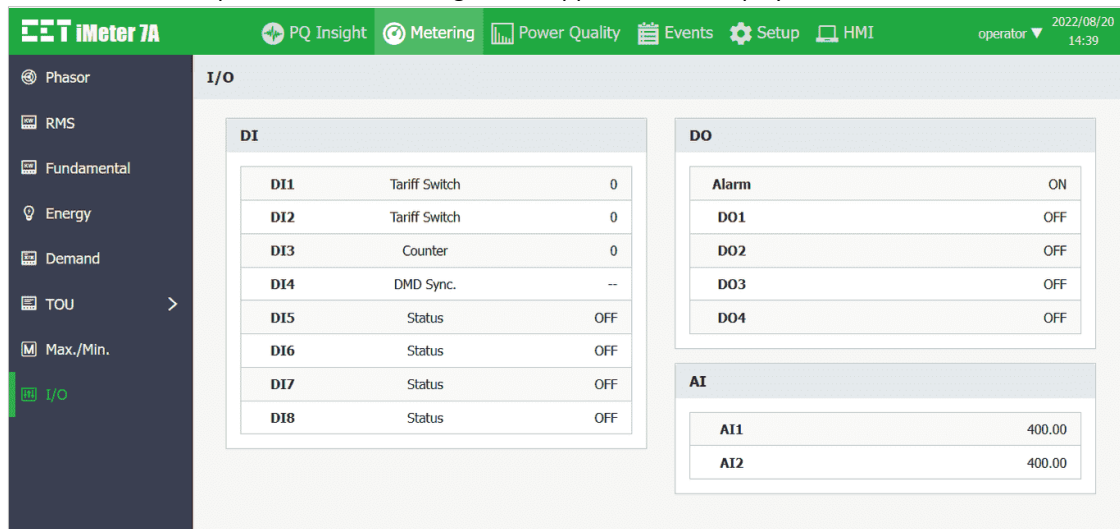 CET iMeter 7A
PQ Insight Metering Power Quality Events Setup HMI operator ▼ 2022/08/20 14:39
Phasor
RMS
Fundamental
Energy
Demand
TOU >
Max./Min.
I/O
I/O
DI
DI1 Tariff Switch 0
DI2 Tariff Switch 0
DI3 Counter 0
DI4 DMD Sync. --
DI5 Status OFF
DI6 Status OFF
DI7 Status OFF
DI8 Status OFF
DO
Alarm ON
DO1 OFF
DO2 OFF
DO3 OFF
DO4 OFF
AI
AI1 400.00
AI2 400.00